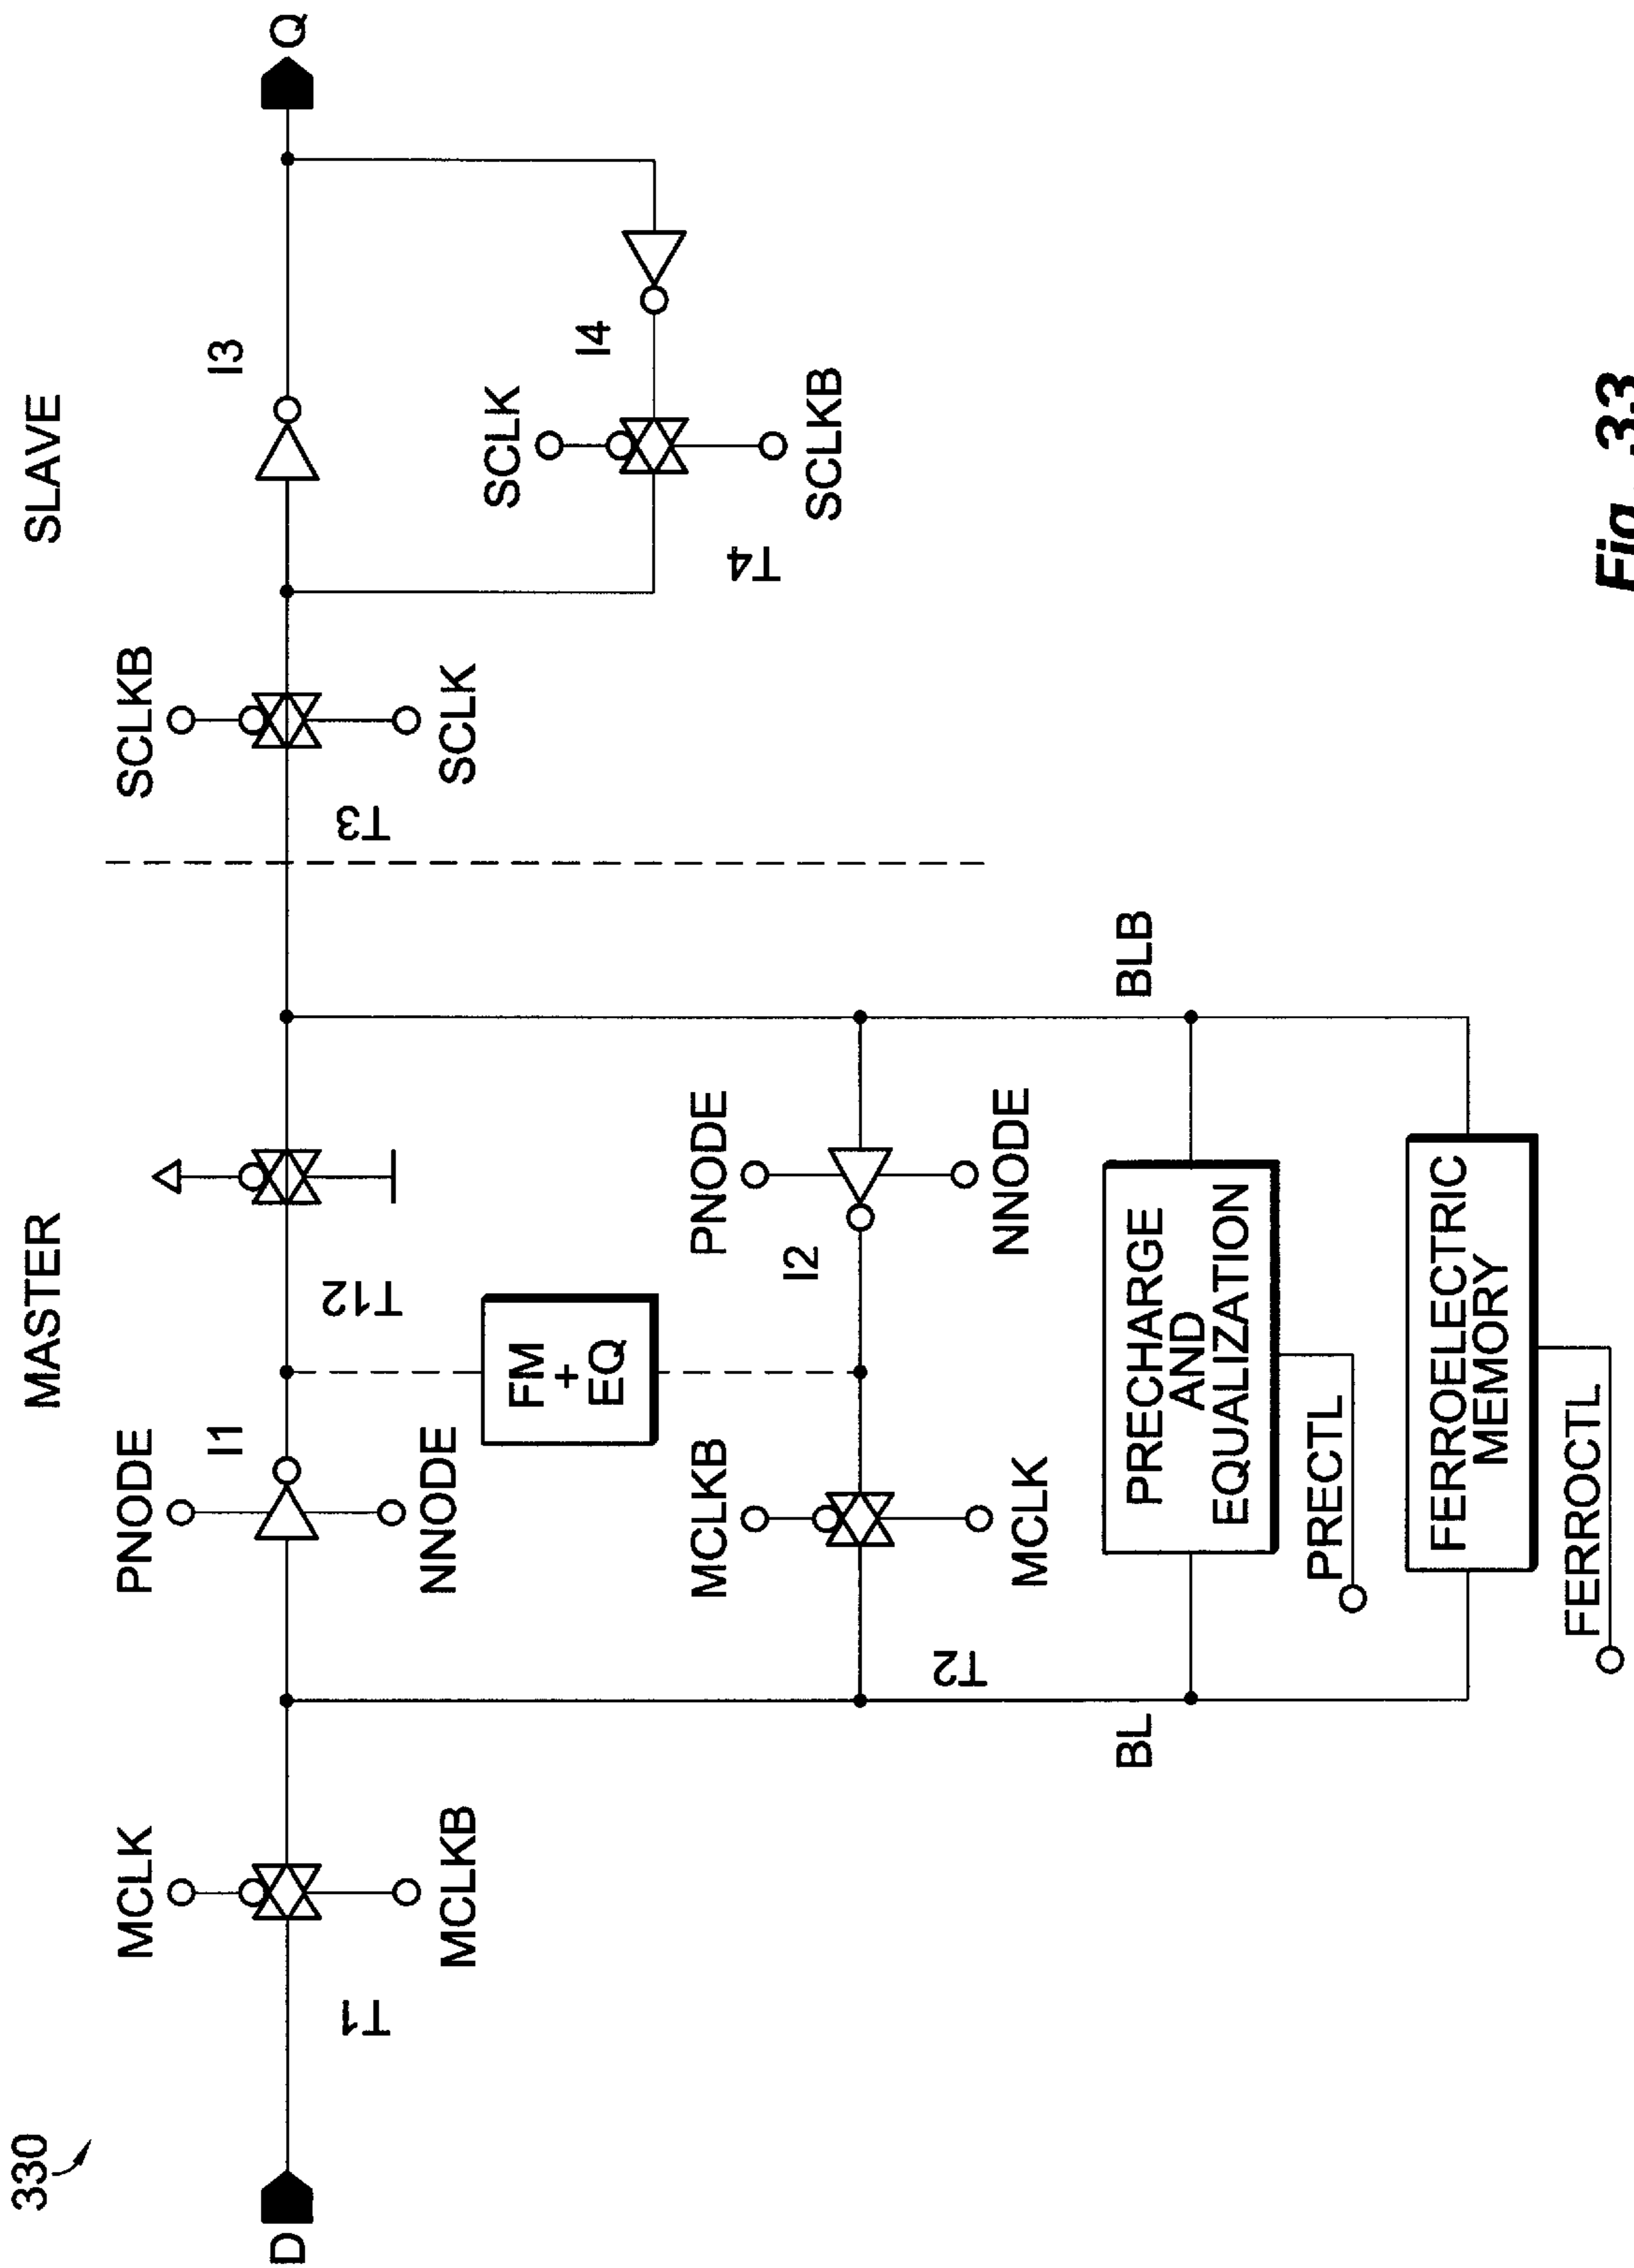 330
MASTER
SLAVE
MCLK
PNODE
SCLKB
D
I1
I3
Q
T1
MCLKB
NNODE
T12
T3
SCLK
FM
+
EQ
SCLK
I4
T4
SCLKB
MCLKB
PNODE
I2
T2
MCLK
NNODE
BL
BLB
PRECHARGE
AND
EQUALIZATION
PRECTL
FERROELECTRIC
MEMORY
FERROCTL
Fig. 33